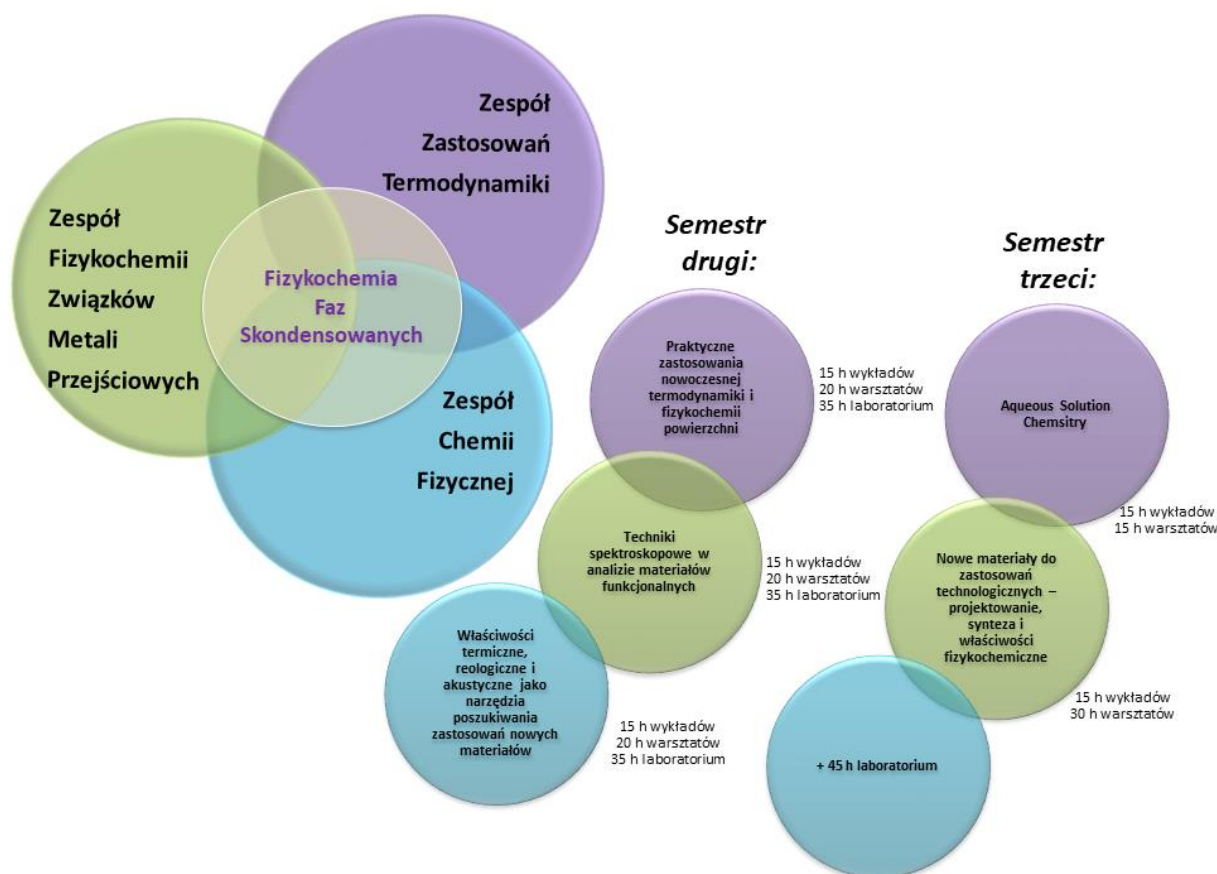 Zespół
Zastosowań
Termodynamiki
Zespół
Fizykochemii
Związków
Metali
Przejściowych
Fizykochemia
Faz
Skondensowanych
Zespół
Chemii
Fizycznej
Semestr
drugi:
Praktyczne
zastosowania
nowoczesnej
termodynamiki i
fizykochemii
powierzchni
15 h wykładów
20 h warsztatów
35 h laboratorium
Techniki
spektroskopowe w
analizie materiałów
funkcjonalnych
15 h wykładów
20 h warsztatów
35 h laboratorium
Właściwości
termiczne,
reologiczne i
akustyczne jako
narzędzia
poszukiwania
zastosowań nowych
materiałów
15 h wykładów
20 h warsztatów
35 h laboratorium
Semestr
trzeci:
Aqueous Solution
Chemsitry
15 h wykładów
15 h warsztatów
Nowe materiały do
zastosowań
technologicznych –
projektowanie,
synteza i
właściwości
fizykochemiczne
15 h wykładów
30 h warsztatów
+ 45 h laboratorium